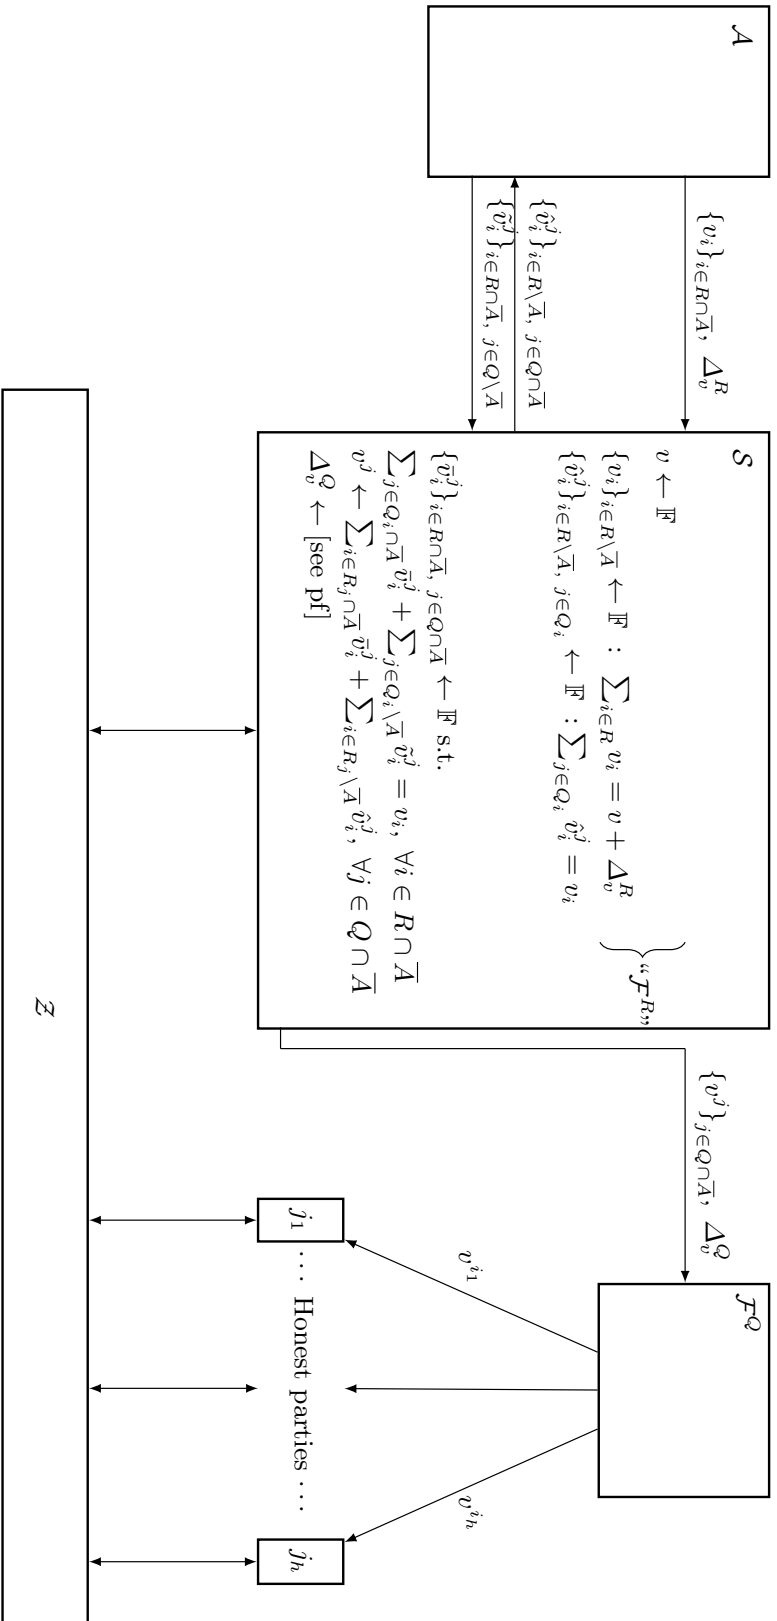 𝒜
{v_i}_{i∈R∩A̅}, Δ_v^R
{v̂_i^j}_{i∈R\A̅, j∈Q∩A̅}
{ṽ_i^j}_{i∈R∩A̅, j∈Q\A̅}
𝒮
v ← 𝔽
{v_i}_{i∈R\A̅} ← 𝔽 : ∑_{i∈R} v_i = v + Δ_v^R
{v̂_i^j}_{i∈R\A̅, j∈Q_i} ← 𝔽 : ∑_{j∈Q_i} v̂_i^j = v_i
“ℱ^R”
{v̄_i^j}_{i∈R∩A̅, j∈Q∩A̅} ← 𝔽 s.t.
∑_{j∈Q_i∩A̅} v̄_i^j + ∑_{j∈Q_i\A̅} ṽ_i^j = v_i, ∀i ∈ R ∩ A̅
v^j ← ∑_{i∈R_j∩A̅} v̄_i^j + ∑_{i∈R_j\A̅} v̂_i^j, ∀j ∈ Q ∩ A̅
Δ_v^Q ← [see pf]
{v^j}_{j∈Q∩A̅}, Δ_v^Q
ℱ^Q
v^{i_1}
v^{i_h}
j_1 ... Honest parties ... j_h
𝒵